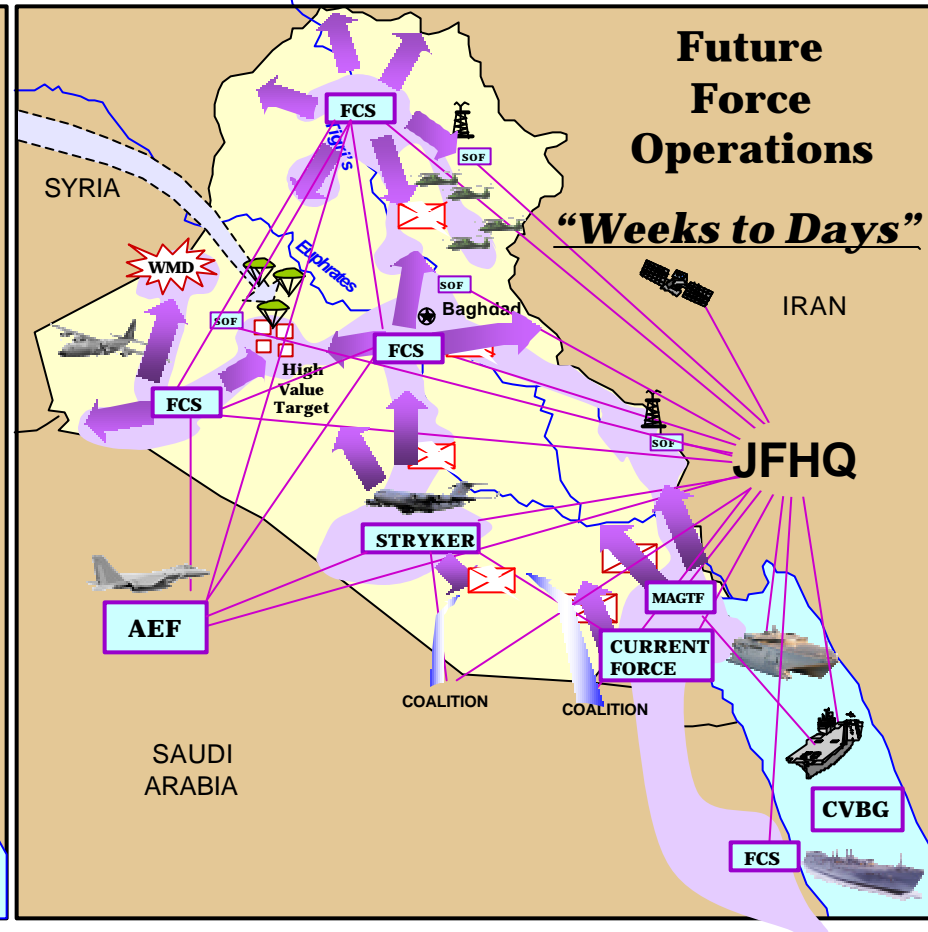 Future
Force
Operations
"Weeks to Days"
FCS
Tigri's
SOF
SYRIA
WMD
Euphrates
SOF
IRAN
SOF
Baghdad
FCS
High
Value
Target
FCS
SOF
JFHQ
STRYKER
AEF
MAGTF
CURRENT
FORCE
COALITION
COALITION
SAUDI
ARABIA
CVBG
FCS